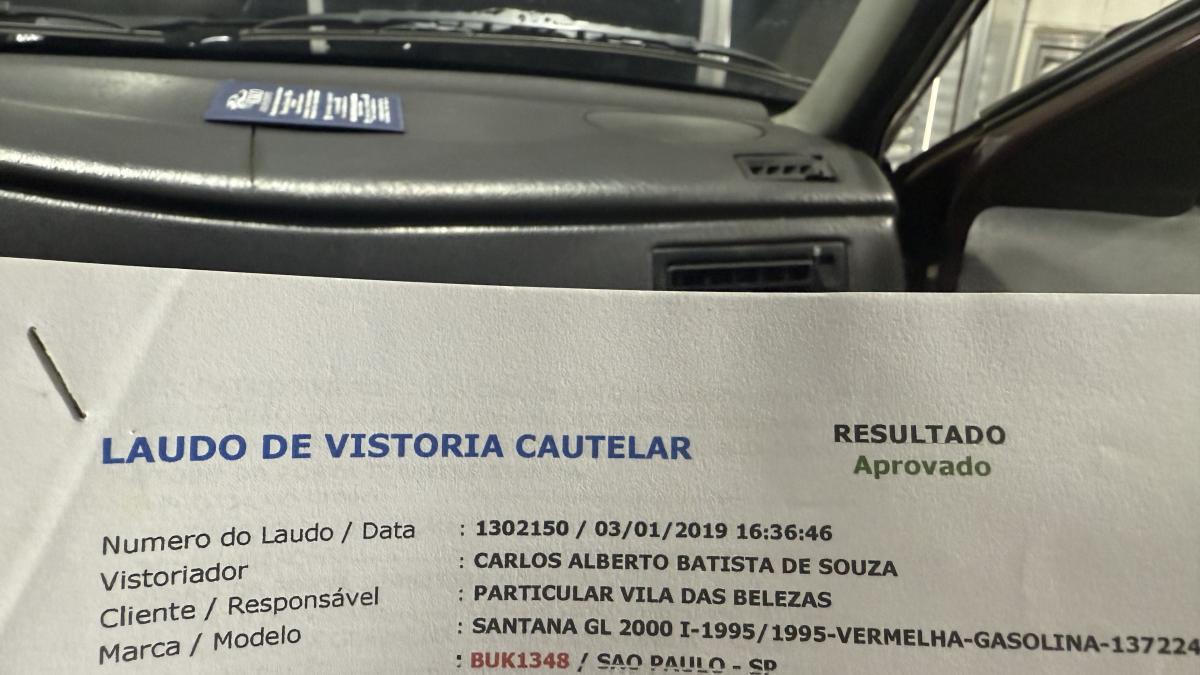 LAUDO DE VISTORIA CAUTELAR
RESULTADO
Aprovado
Numero do Laudo / Data : 1302150 / 03/01/2019 16:36:46
Vistoriador : CARLOS ALBERTO BATISTA DE SOUZA
Cliente / Responsável : PARTICULAR VILA DAS BELEZAS
Marca / Modelo : SANTANA GL 2000 I-1995/1995-VERMELHA-GASOLINA-137224
: BUK1348 / SAO PAULO - SP